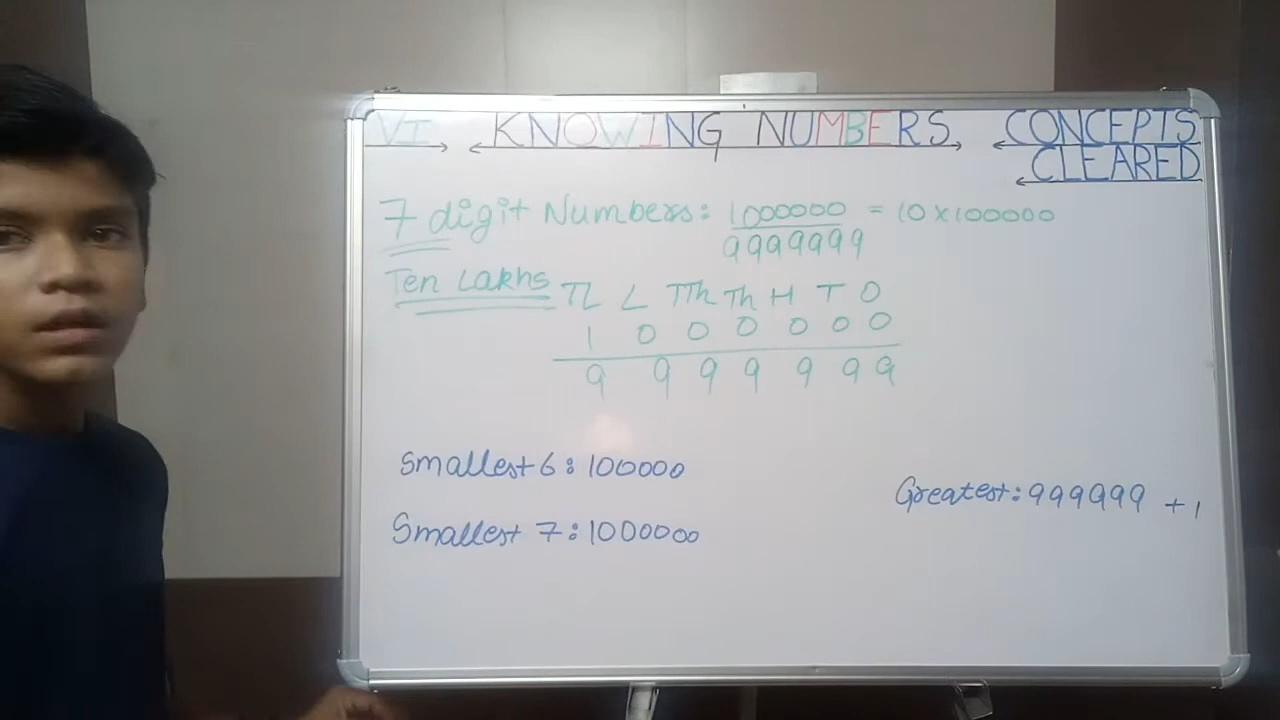 VI KNOWING NUMBERS CONCEPTS
CLEARED
7 digit Numbers: 1000000 = 10 x 100000
9999999
Ten Lakhs TL L TTh Th H T O
1 0 0 0 0 0 0
9 9 9 9 9 9 9
Smallest 6: 100000
Greatest: 999999 + 1
Smallest 7: 1000000